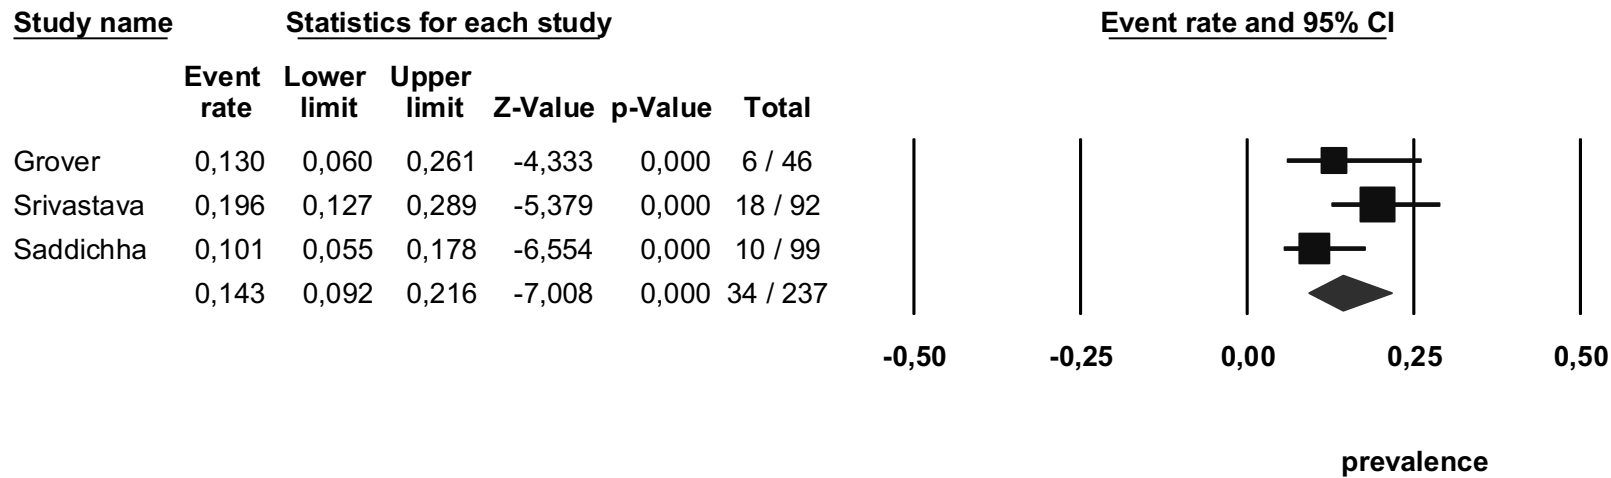 Study name Statistics for each study Event rate and 95% CI
Event Lower Upper
rate limit limit Z-Value p-Value Total
Grover 0,130 0,060 0,261 -4,333 0,000 6 / 46
Srivastava 0,196 0,127 0,289 -5,379 0,000 18 / 92
Saddichha 0,101 0,055 0,178 -6,554 0,000 10 / 99
0,143 0,092 0,216 -7,008 0,000 34 / 237
-0,50 -0,25 0,00 0,25 0,50
prevalence